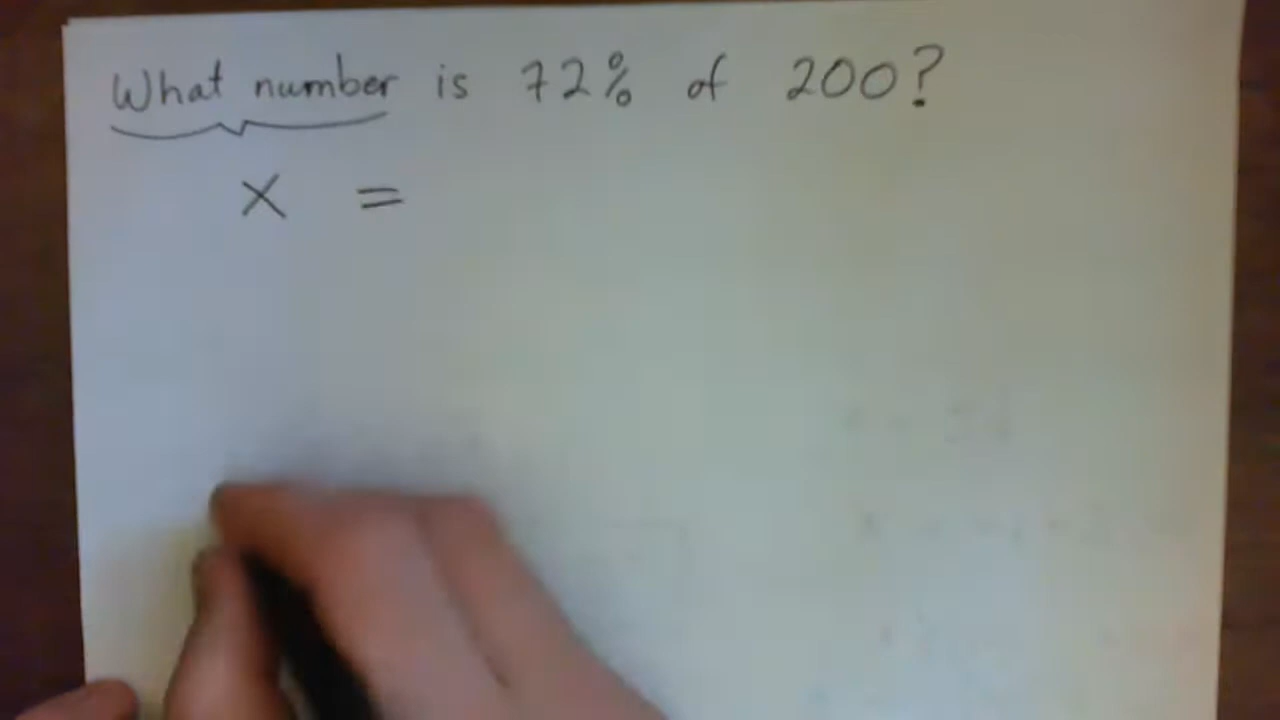 What number is 72% of 200?
x =